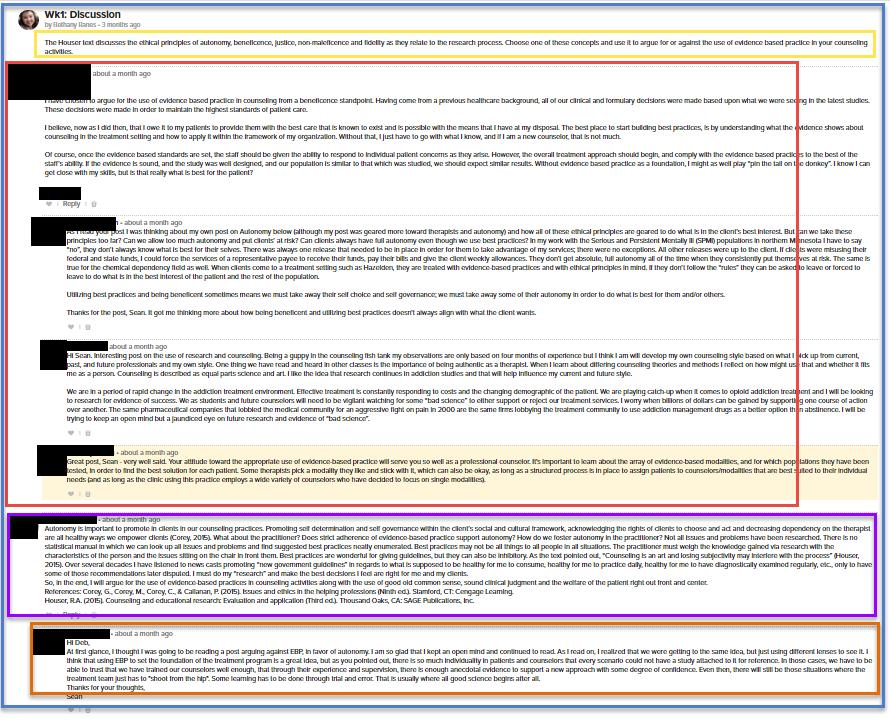 Wk1: Discussion
by Bethany Ranes - 3 months ago
The Houser text discusses the ethical principles of autonomy, beneficence, justice, non-maleficence and fidelity as they relate to the research process. Choose one of these concepts and use it to argue for or against the use of evidence based practice in your counseling
activities.
about a month ago
I have chosen to argue for the use of evidence based practice in counseling from a beneficence standpoint. Having come from a previous healthcare background, all of our clinical and formulary decisions were made based upon what we were seeing in the latest studies.
These decisions were made in order to maintain the highest standards of patient care.
I believe, now as I did then, that I owe it to my patients to provide them with the best care that is known to exist and is possible with the means that I have at my disposal. The best place to start building best practices, is by understanding what the evidence shows about
counseling in the treatment setting and how to apply it within the framework of my organization. Without that, I just have to go with what I know, and if I am a new counselor, that is not much.
Of course, once the evidence based standards are set, the staff should be given the ability to respond to individual patient concerns as they arise. However, the overall treatment approach should begin, and comply with the evidence based practices to the best of the
staff's ability. If the evidence is sound, and the study was well designed, and our population is similar to that which was studied, we should expect similar results. Without evidence based practice as a foundation, I might as well play "pin the tail on the donkey". I know I can
get close with my skills, but is that really what is best for the patient?
Reply
- about a month ago
As I read your post I was thinking about my own post on Autonomy below (although my post was geared more toward therapists and autonomy) and how all of these ethical principles are geared to do what is in the client's best interest. But can we take these
principles too far? Can we allow too much autonomy and put clients' at risk? Can clients always have full autonomy even though we use best practices? In my work with the Serious and Persistent Mentally Ill (SPMI) populations in northern Minnesota I have to say
"no", they don't always know what is best for their services. There was always one release that needed to be in place in order for them to take advantage of my services; there were no exceptions. All other releases were up to the client. If clients were misusing their
federal and state funds, I could force the services of a representative payee to receive their funds, pay their bills and give the client weekly allowances. They don't get absolute, full autonomy all of the time when they consistently put themselves at risk. The same is
true for the chemical dependency field as well. When clients come to a treatment setting such as Hazelden, they are treated with evidence-based practices and with ethical principles in mind. If they don't follow the "rules" they can be asked to leave or forced to
leave to do what is in the best interest of the patient and the rest of the population.
Utilizing best practices and being beneficent sometimes means we must take away their self choice and self governance; we must take away some of their autonomy in order to do what is best for them and/or others.
Thanks for the post, Sean. It got me thinking more about how being beneficent and utilizing best practices doesn't always align with what the client wants.
about a month ago
Hi Sean. Interesting post on the use of research and counseling. Being a guppy in the counseling fish tank my observations are only based on four months of experience but I think I am will develop my own counseling style based on what I pick up from current,
past, and future professionals and my own style. One thing we have read and heard in other classes is the importance of being authentic as a therapist. When I learn about differing counseling theories and methods I reflect on how might use that and whether it fits
me as a person. Counseling is described as equal parts science and art. I like the idea that research continues in addiction studies and that will help influence my current and future style.
We are in a period of rapid change in the addiction treatment environment. Effective treatment is constantly responding to costs and the changing demographic of the patient. We are playing catch-up when it comes to opioid addiction treatment and I will be looking
to research for evidence of success. We as students and future counselors will need to be vigilant watching for some "bad science" to either support or reject our treatment services. I worry when billions of dollars can be gained by supporting one course of action
over another. The same pharmaceutical companies that lobbied the medical community for an aggressive fight on pain in 2000 are the same firms lobbying the treatment community to use addiction management drugs as a better option than abstinence. I will be
trying to keep an open mind but a jaundiced eye on future research and evidence of "bad science".
about a month ago
Great post, Sean - very well said. Your attitude toward the appropriate use of evidence-based practice will serve you so well as a professional counselor. It's important to learn about the array of evidence-based modalities, and for which populations they have been
tested, in order to find the best solution for each patient. Some therapists pick a modality they like and stick with it, which can also be okay, as long as a structured process is in place to assign patients to counselors/modalities that are best suited to their individual
needs (and as long as the clinic using this practice employs a wide variety of counselors who have decided to focus on single modalities).
- about a month ago
Autonomy is important to promote in clients in our counseling practices. Promoting self determination and self governance within the client's social and cultural framework, acknowledging the rights of clients to choose and act and decreasing dependency on the therapist
are all healthy ways we empower clients (Corey, 2015). What about the practitioner? Does strict adherence of evidence-based practice support autonomy? How do we foster autonomy in the practitioner? Not all issues and problems have been researched. There is no
statistical manual in which we can look up all issues and problems and find suggested best practices neatly enumerated. Best practices may not be all things to all people in all situations. The practitioner must weigh the knowledge gained via research with the
characteristics of the person and the issues sitting on the chair in front them. Best practices are wonderful for giving guidelines, but they can also be inhibiting. As the text pointed out, "Counseling is an art and losing subjectivity may interfere with the process" (Houser,
2015). Over several decades I have listened to news casts promoting "new government guidelines" in regards to what is supposed to be healthy for me to consume, healthy for me to practice daily, healthy for me to have diagnostically examined regularly, etc., only to have
some of those recommendations later disputed. I must do my "research" and make the best decisions I feel are right for me and my clients.
So, in the end, I will argue for the use of evidence-based practices in counseling activities along with the use of good old common sense, sound clinical judgment and the welfare of the patient right out front and center.
References: Corey, G., Corey, M., Corey, C., & Callanan, P. (2015). Issues and ethics in the helping professions (Ninth ed.). Stamford, CT: Cengage Learning.
Houser, R.A. (2015). Counseling and educational research: Evaluation and application (Third ed.). Thousand Oaks, CA: SAGE Publications, Inc.
Reply
- about a month ago
Hi Deb,
At first glance, I thought I was going to be reading a post arguing against EBP, in favor of autonomy. I am so glad that I kept an open mind and continued to read. As I read on, I realized that we were getting to the same idea, but just using different lenses to see it. I
think that using EBP to set the foundation of the treatment program is a great idea, but as you pointed out, there is so much individuality in patients and counselors that every scenario could not have a study attached to it for reference. In those cases, we have to be
able to trust that we have trained our counselors well enough, that through their experience and supervision, there is enough anecdotal evidence to support a new approach with some degree of confidence. Even then, there will still be those situations where the
treatment team just has to "shoot from the hip". Some learning has to be done through trial and error. That is usually where all good science begins after all.
Thanks for your thoughts,
Sean